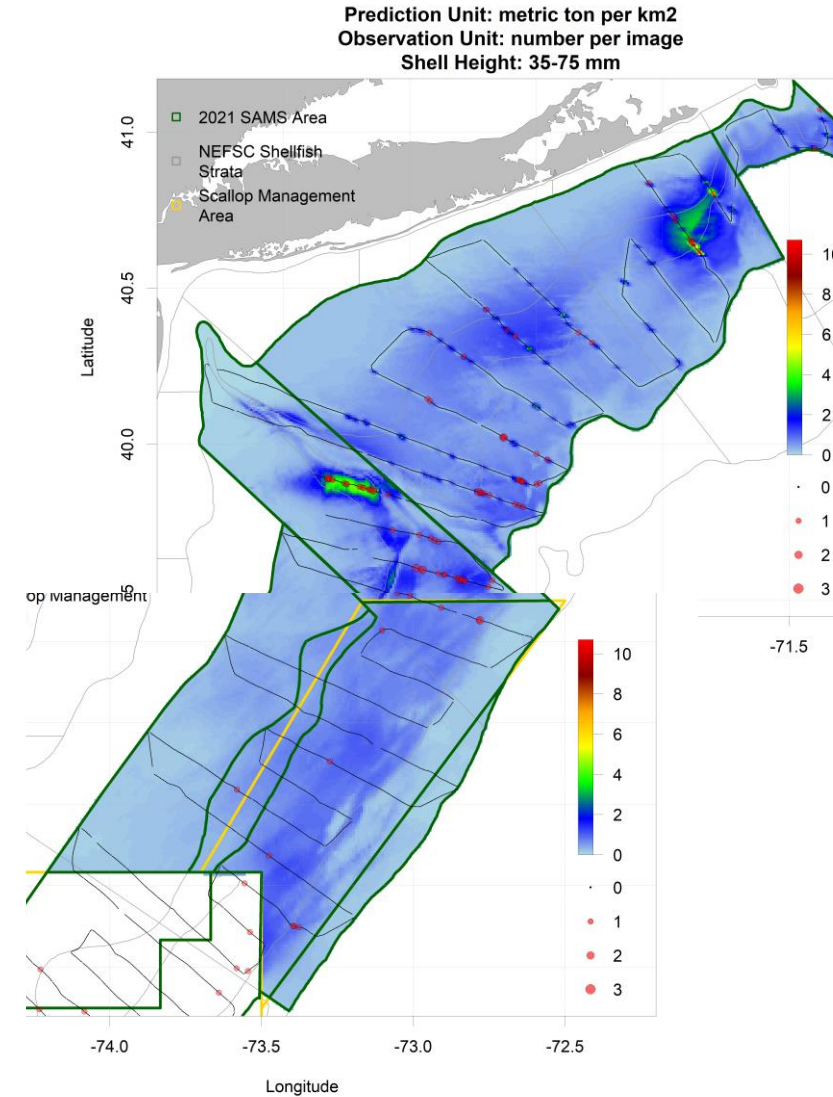 Prediction Unit: metric ton per km2
Observation Unit: number per image
Shell Height: 35-75 mm
2021 SAMS Area
NEFSC Shellfish
Strata
Scallop Management
Area
41.0
40.5
40.0
Latitude
8
6
4
2
0
0
1
2
3
-71.5
Management
10
8
6
4
2
0
0
1
2
3
-74.0
-73.5
-73.0
-72.5
Longitude